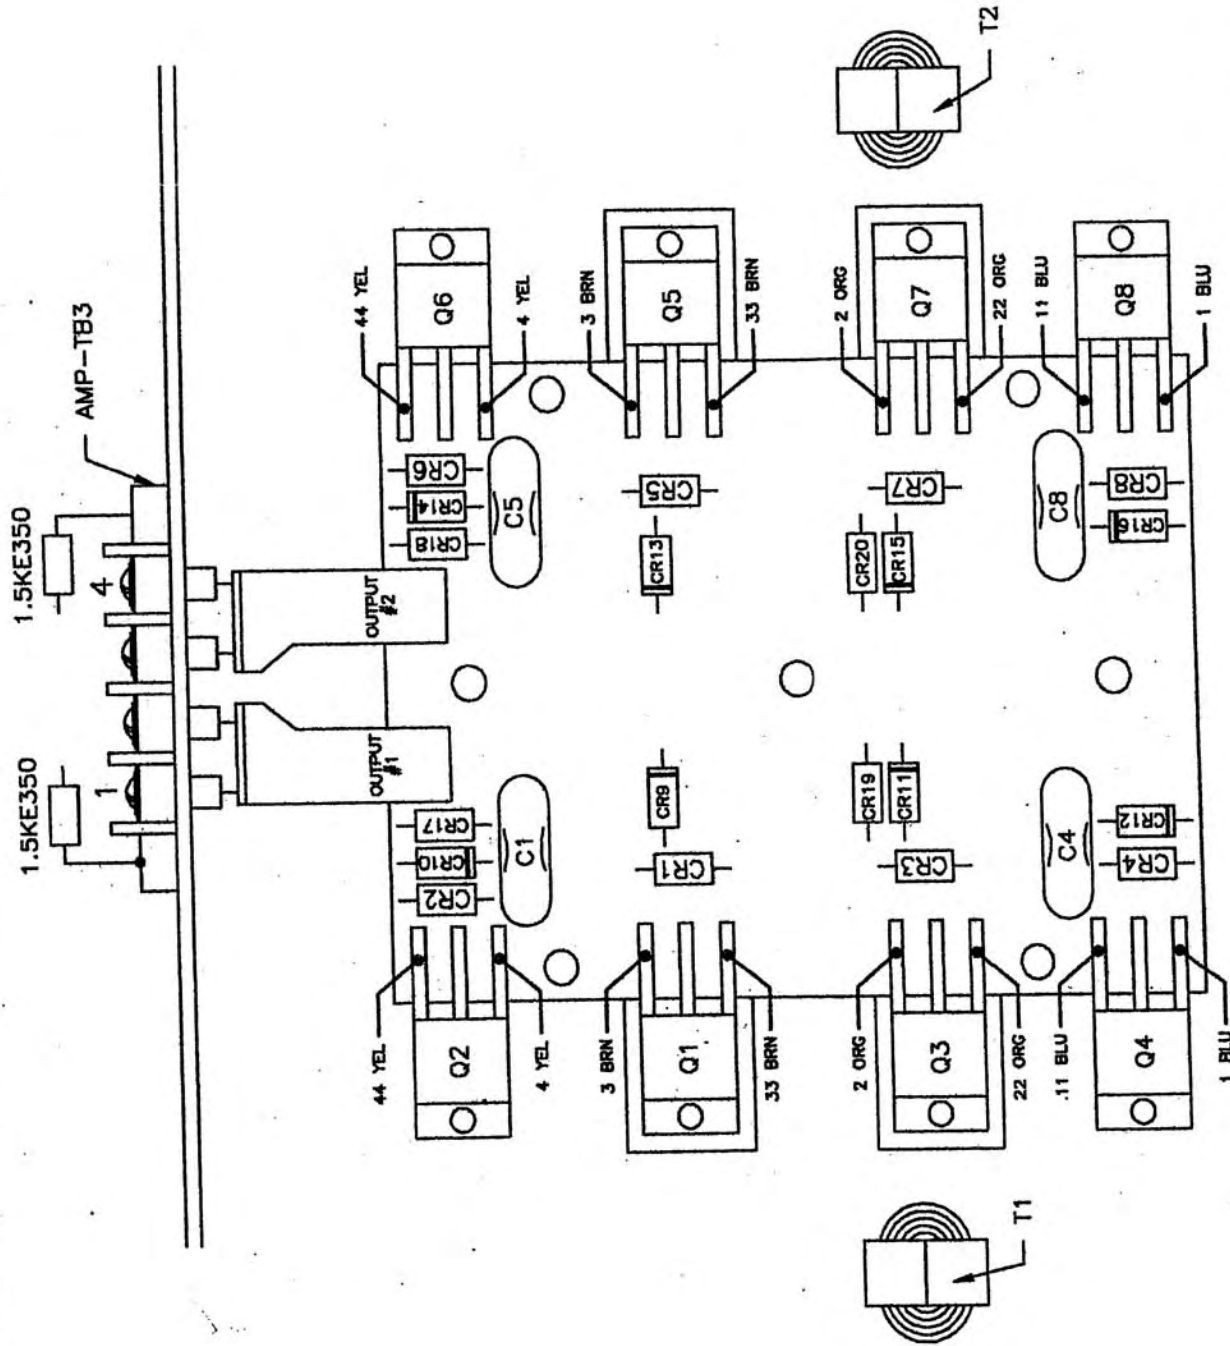 1.5KE350
1.5KE350
AMP-TB3
1
4
OUTPUT
#1
OUTPUT
#2
44 YEL
Q2
4 YEL
CR2
CR10
CR17
C1
CR18
CR14
CR6
C5
44 YEL
Q6
4 YEL
3 BRN
Q1
33 BRN
CR1
CR9
CR13
CR5
3 BRN
Q5
33 BRN
2 ORG
Q3
22 ORG
CR3
CR19
CR11
CR20
CR15
CR7
2 ORG
Q7
22 ORG
.11 BLU
Q4
1 BLU
C4
CR4
CR12
C8
CR16
CR8
11 BLU
Q8
1 BLU
T1
T2